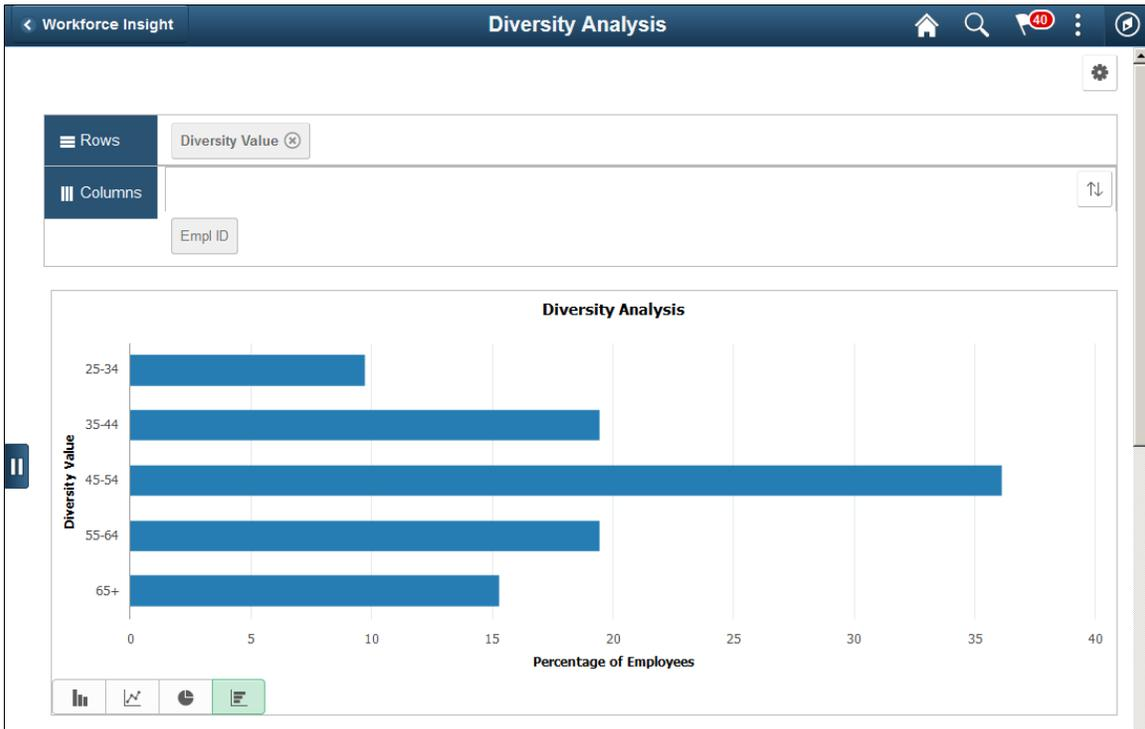 Workforce Insight
Diversity Analysis
40
Rows
Diversity Value
Columns
Empl ID
Diversity Analysis
25-34
35-44
45-54
55-64
65+
Diversity Value
0 5 10 15 20 25 30 35 40
Percentage of Employees